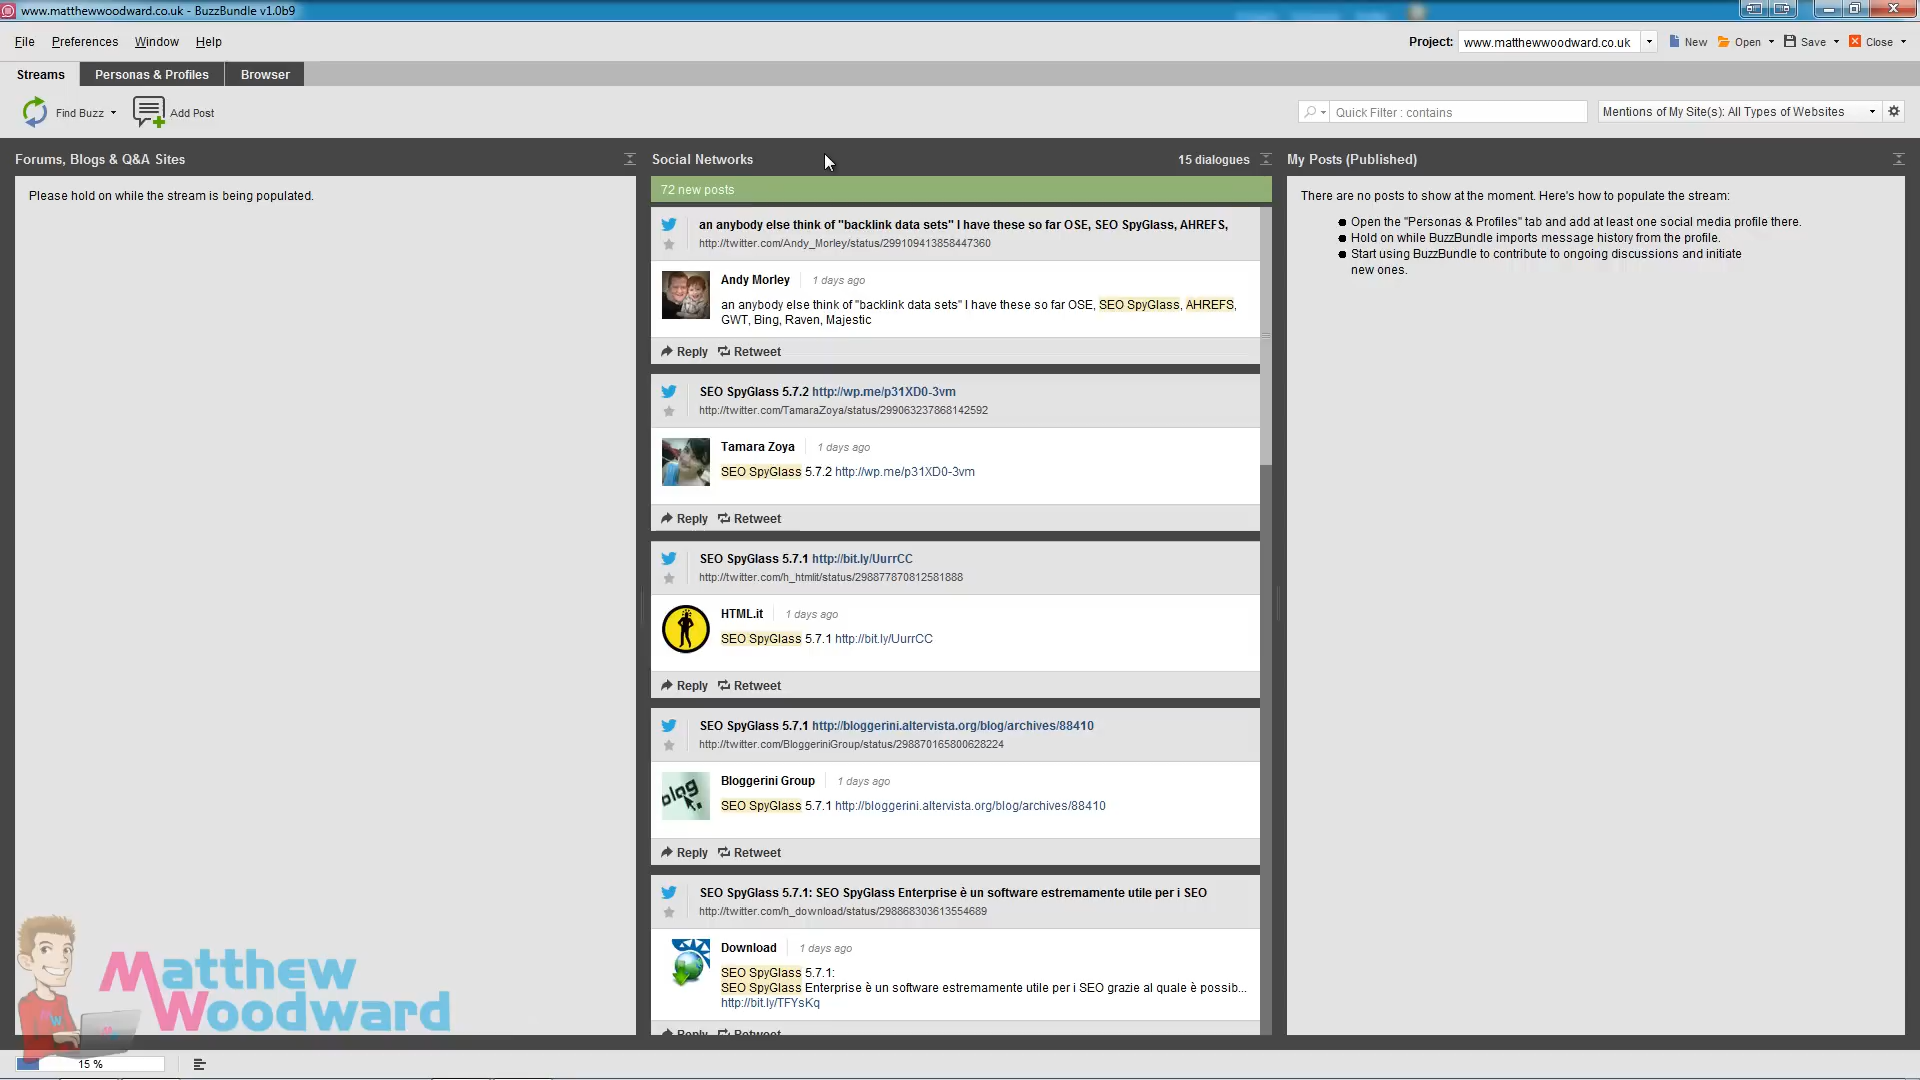 www.matthewwoodward.co.uk - BuzzBundle v1.0b9
File Preferences Window Help
Project: www.matthewwoodward.co.uk New Open Save Close
Streams Personas & Profiles Browser
Find Buzz Add Post
Quick Filter : contains
Mentions of My Site(s): All Types of Websites
Forums, Blogs & Q&A Sites
Please hold on while the stream is being populated.
Social Networks 15 dialogues
72 new posts
an anybody else think of "backlink data sets" I have these so far OSE, SEO SpyGlass, AHREFS,
http://twitter.com/Andy_Morley/status/299109413858447360
Andy Morley 1 days ago
an anybody else think of "backlink data sets" I have these so far OSE, SEO SpyGlass, AHREFS,
GWT, Bing, Raven, Majestic
Reply Retweet
SEO SpyGlass 5.7.2 http://wp.me/p31XD0-3vm
http://twitter.com/TamaraZoya/status/299063237868142592
Tamara Zoya 1 days ago
SEO SpyGlass 5.7.2 http://wp.me/p31XD0-3vm
Reply Retweet
SEO SpyGlass 5.7.1 http://bit.ly/UurrCC
http://twitter.com/h_htmlit/status/298877870812581888
HTML.it 1 days ago
SEO SpyGlass 5.7.1 http://bit.ly/UurrCC
Reply Retweet
SEO SpyGlass 5.7.1 http://bloggerini.altervista.org/blog/archives/88410
http://twitter.com/BloggeriniGroup/status/298870165800628224
Bloggerini Group 1 days ago
SEO SpyGlass 5.7.1 http://bloggerini.altervista.org/blog/archives/88410
Reply Retweet
SEO SpyGlass 5.7.1: SEO SpyGlass Enterprise è un software estremamente utile per i SEO
http://twitter.com/h_download/status/298868303613554689
Download 1 days ago
SEO SpyGlass 5.7.1:
SEO SpyGlass Enterprise è un software estremamente utile per i SEO grazie al quale è possib...
http://bit.ly/TFYsKq
Reply Retweet
My Posts (Published)
There are no posts to show at the moment. Here's how to populate the stream:
Open the "Personas & Profiles" tab and add at least one social media profile there.
Hold on while BuzzBundle imports message history from the profile.
Start using BuzzBundle to contribute to ongoing discussions and initiate
new ones.
Matthew
Woodward
15 %